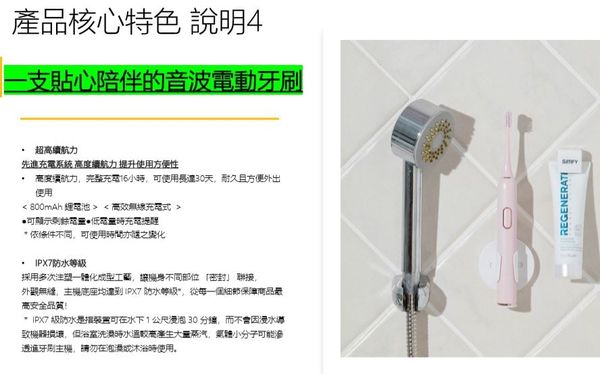 產品核心特色 說明4
一支貼心陪伴的音波電動牙刷
• 超高續航力
先進充電系統 高度續航力 提升使用方便性
• 高度續航力，完整充電16小時，可使用長達30天，耐久且方便外出
使用
< 800mAh 鋰電池 > < 高效無線充電式 >
●可顯示剩餘電量●低電量時充電提醒
* 依條件不同，可使用時間亦隨之變化
• IPX7防水等級
採用多次注塑一體化成型工藝，讓機身不同部位「密封」聯接，
外觀無縫，主機底座均達到 IPX7 防水等級*，從每一個細節保障商品最
高安全品質!
* IPX7 級防水是指裝置可在水下 1 公尺浸泡 30 分鐘，而不會因浸水導
致機體損壞，但浴室洗澡時水溫較高產生大量蒸汽，氣體小分子可能滲
透進牙刷主機，請勿在泡澡或沐浴時使用。
SMIFY
REGENERATI